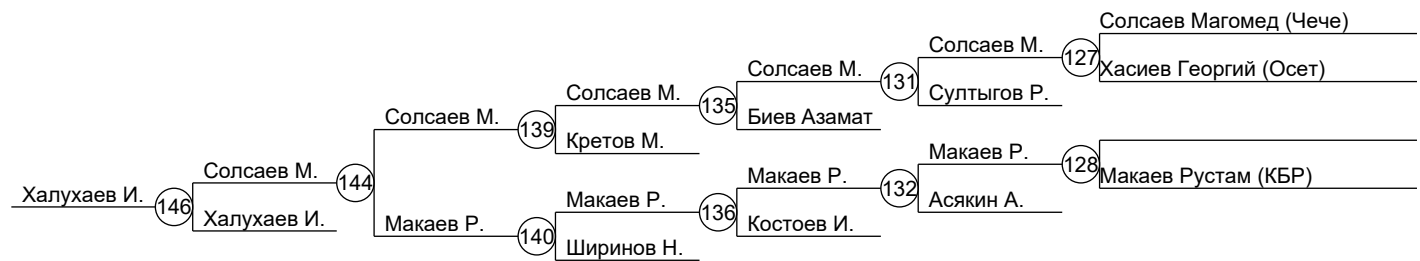 Солсаев Магомед (Чече)
Солсаев М.
127
Солсаев М.
131
Хасиев Георгий (Осет)
Солсаев М.
135
Султыгов Р.
Солсаев М.
139
Биев Азамат
Кретов М.
Солсаев М.
144
Макаев Р.
128
Макаев Р.
132
Макаев Рустам (КБР)
Халухаев И.
146
Макаев Р.
136
Асякин А.
Халухаев И.
Макаев Р.
140
Костоев И.
Ширинов Н.